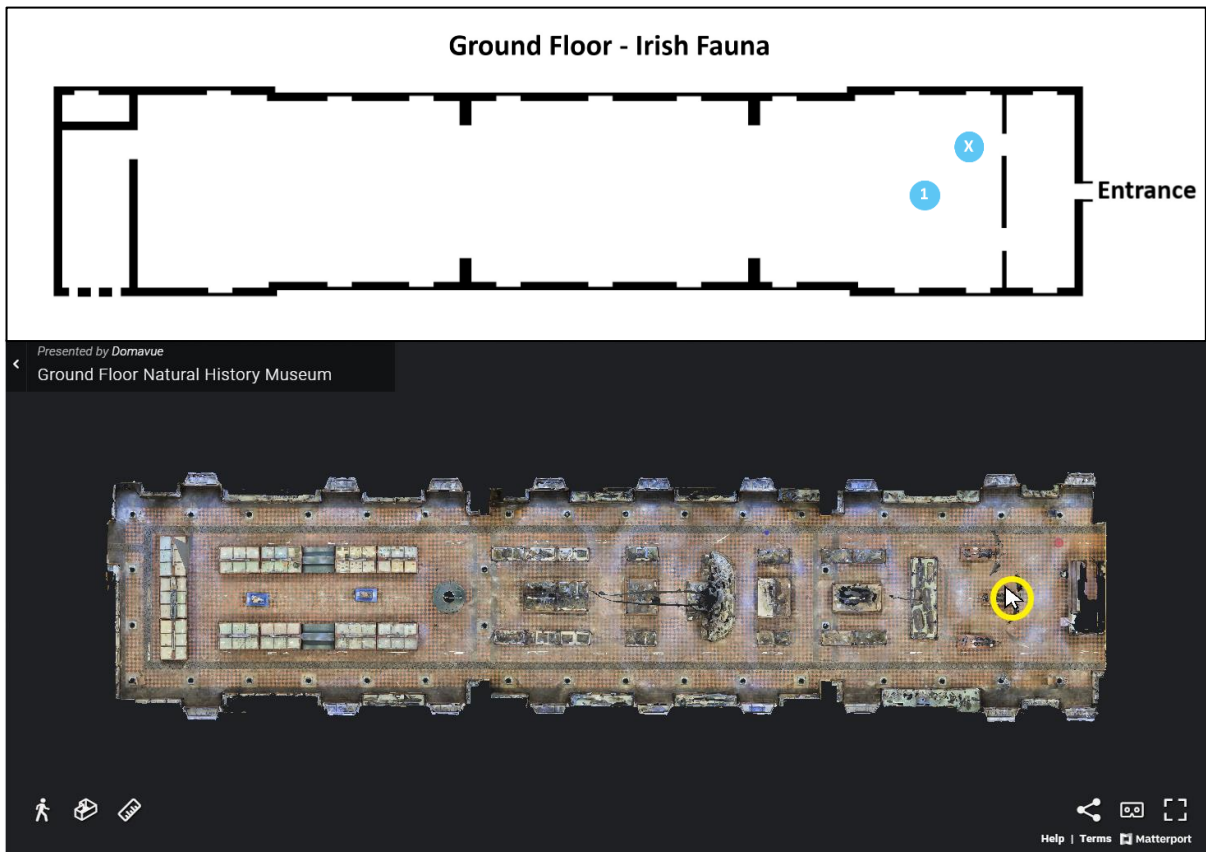 Ground Floor - Irish Fauna
X
1
Entrance
Presented by Domavue
Ground Floor Natural History Museum
Help | Terms Matterport